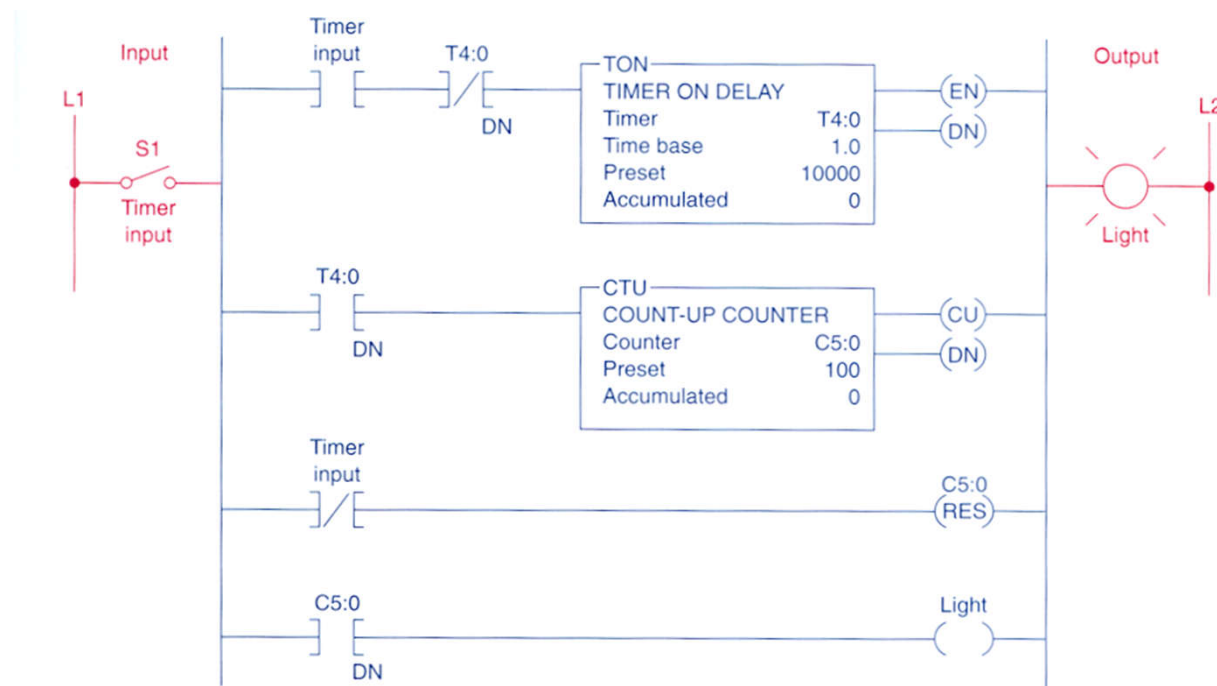 Input
L1
S1
Timer
input
Timer
input
T4:0
DN
TON
TIMER ON DELAY
Timer T4:0
Time base 1.0
Preset 10000
Accumulated 0
EN
DN
Output
L2
Light
T4:0
DN
CTU
COUNT-UP COUNTER
Counter C5:0
Preset 100
Accumulated 0
CU
DN
Timer
input
C5:0
RES
C5:0
DN
Light